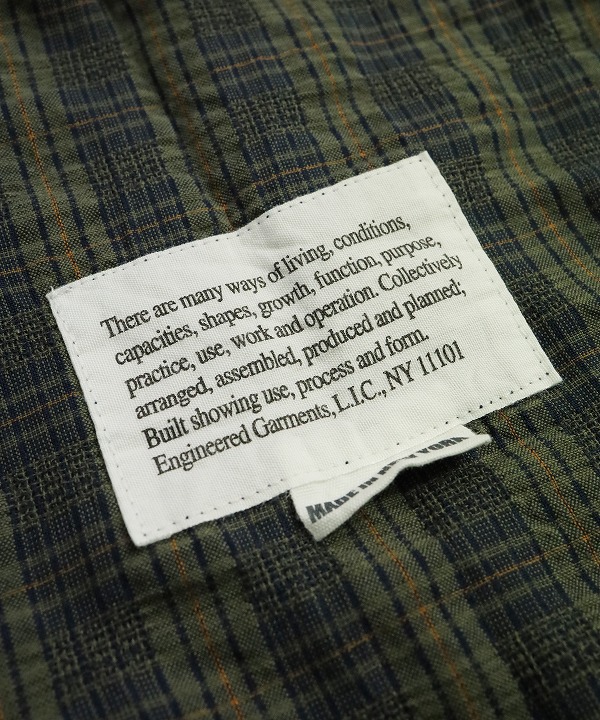 There are many ways of living, conditions,
capacities, shapes, growth, function, purpose,
practice, use, work and operation. Collectively
arranged, assembled, produced and planned;
Built showing use, process and form.
Engineered Garments, L.I.C., NY 11101
MADE IN NEW YORK